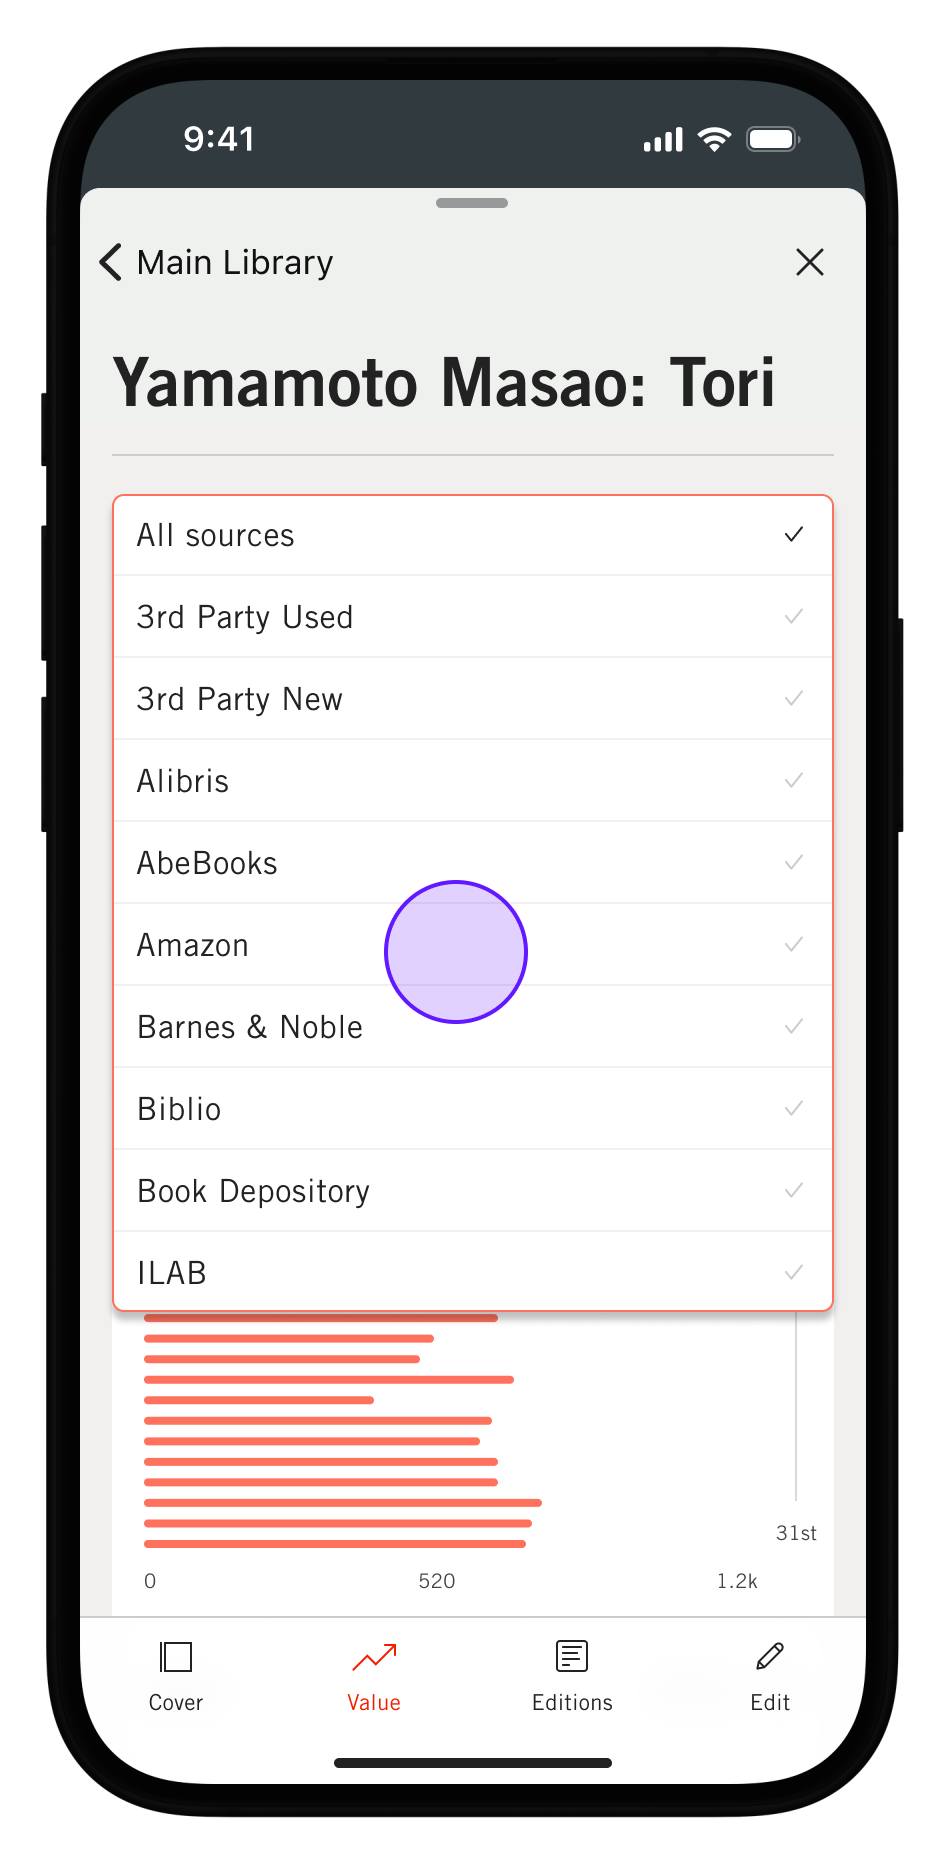 9:41
Main Library
Yamamoto Masao: Tori
All sources
3rd Party Used
3rd Party New
Alibris
AbeBooks
Amazon
Barnes & Noble
Biblio
Book Depository
ILAB
31st
0 520 1.2k
Cover Value Editions Edit